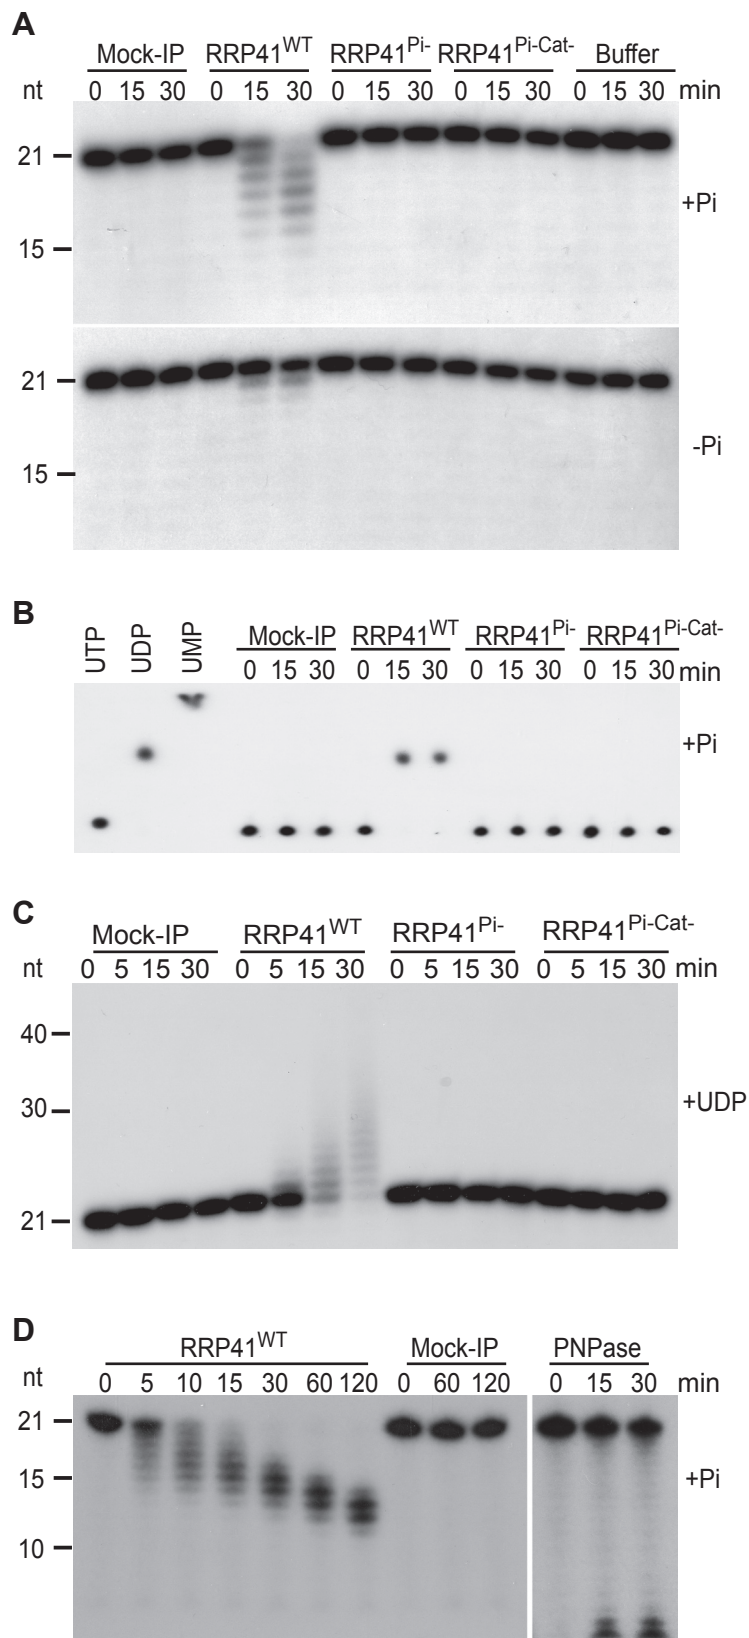 A
Mock-IP RRP41WT RRP41Pi- RRP41Pi-Cat- Buffer
nt 0 15 30 0 15 30 0 15 30 0 15 30 0 15 30 min
21
+Pi
15
21
-Pi
15
B
UTP UDP UMP
Mock-IP RRP41WT RRP41Pi- RRP41Pi-Cat-
0 15 30 0 15 30 0 15 30 0 15 30 min
+Pi
C
Mock-IP RRP41WT RRP41Pi- RRP41Pi-Cat-
nt 0 5 15 30 0 5 15 30 0 5 15 30 0 5 15 30 min
40
30
+UDP
21
D
RRP41WT Mock-IP PNPase
nt 0 5 10 15 30 60 120 0 60 120 0 15 30 min
21
15
+Pi
10